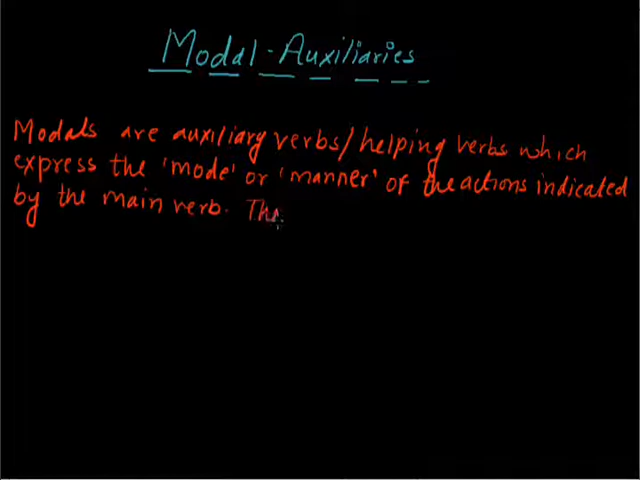 Modal-Auxiliaries
Modals are auxiliary verbs/helping verbs which
express the 'mode' or 'manner' of the actions indicated
by the main verb. The